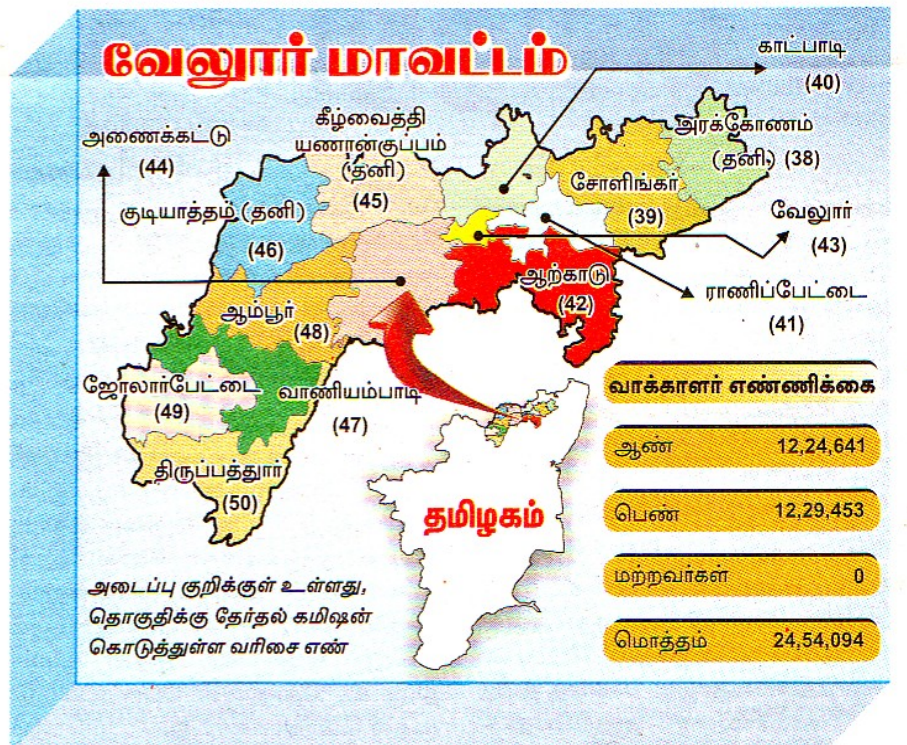 வேலூர் மாவட்டம்
காட்பாடி
(40)
அணைக்கட்டு
(44)
கீழ்வைத்தி
யணான்குப்பம்
(தனி)
(45)
அரக்கோணம்
(தனி) (38)
சோளிங்கர்
(39)
குடியாத்தம் (தனி)
(46)
வேலூர்
(43)
ஆற்காடு
(42)
ராணிப்பேட்டை
(41)
ஆம்பூர்
(48)
ஜோலார்பேட்டை
(49)
வாணியம்பாடி
(47)
திருப்பத்தூர்
(50)
தமிழகம்
வாக்காளர் எண்ணிக்கை
ஆண் 12,24,641
பெண் 12,29,453
மற்றவர்கள் 0
மொத்தம் 24,54,094
அடைப்பு குறிக்குள் உள்ளது,
தொகுதிக்கு தேர்தல் கமிஷன்
கொடுத்துள்ள வரிசை எண்